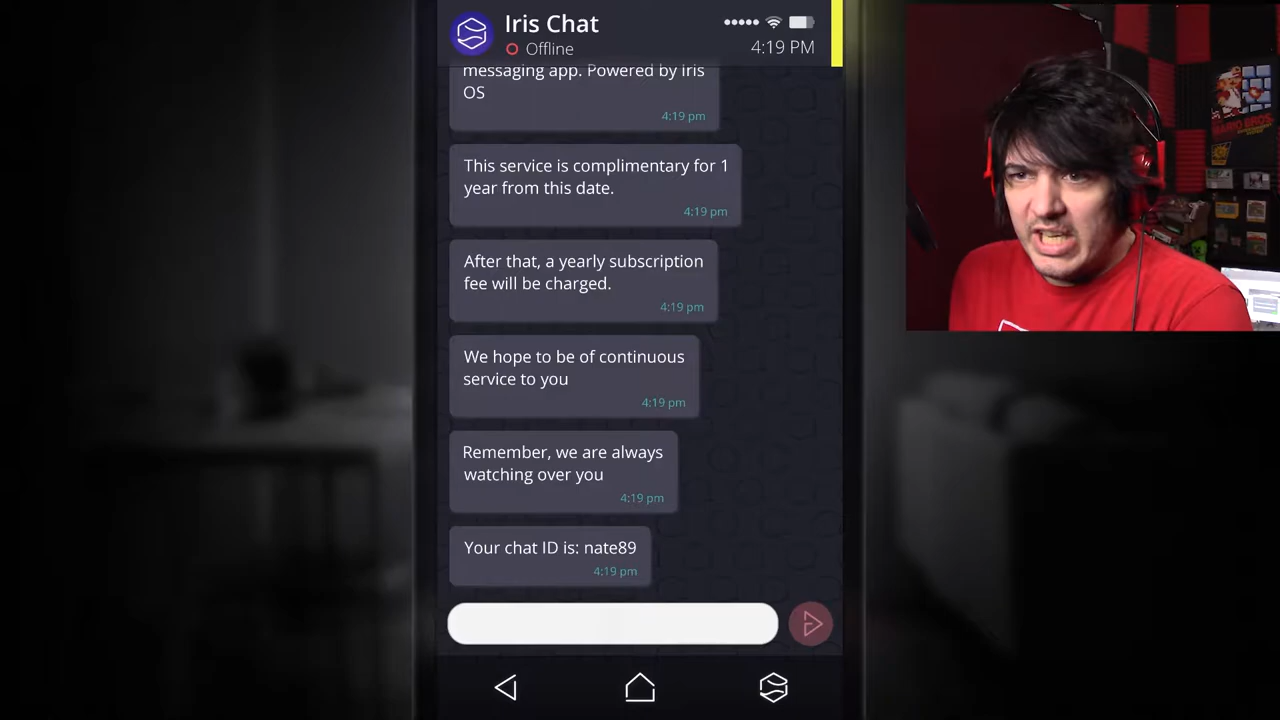 Iris Chat
Offline
4:19 PM
messaging app. Powered by Iris
OS
4:19 pm
This service is complimentary for 1
year from this date.
4:19 pm
After that, a yearly subscription
fee will be charged.
4:19 pm
We hope to be of continuous
service to you
4:19 pm
Remember, we are always
watching over you
4:19 pm
Your chat ID is: nate89
4:19 pm
MARIO BROS.